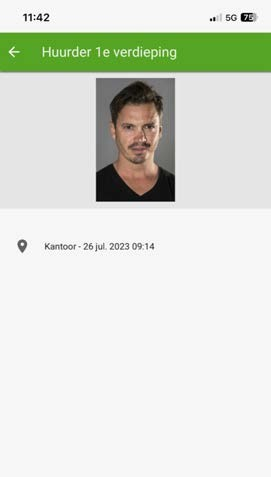 11:42 5G 75
Huurder 1e verdieping
Kantoor - 26 jul. 2023 09:14